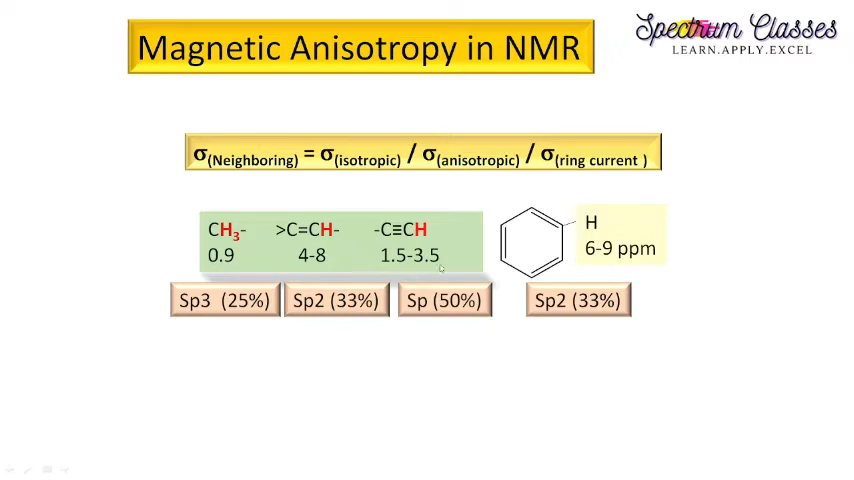 Magnetic Anisotropy in NMR
Spectrum Classes
LEARN.APPLY.EXCEL
σ(Neighboring) = σ(isotropic) / σ(anisotropic) / σ(ring current )
CH3- >C=CH- -C≡CH
0.9 4-8 1.5-3.5
H
6-9 ppm
Sp3 (25%) Sp2 (33%) Sp (50%) Sp2 (33%)